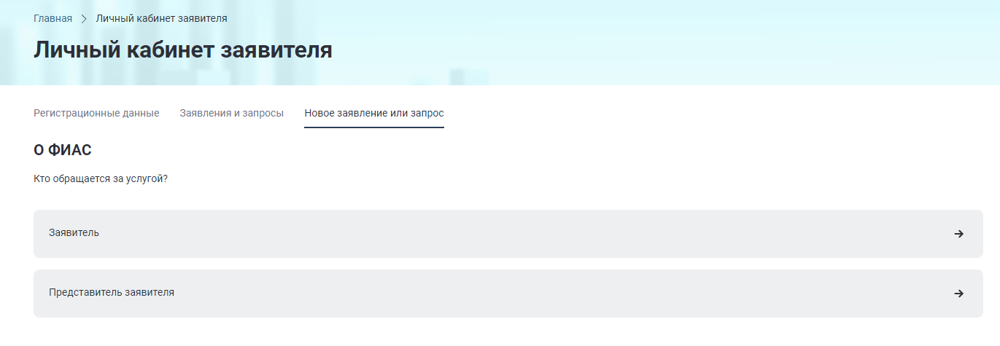 Главная > Личный кабинет заявителя
Личный кабинет заявителя
Регистрационные данные Заявления и запросы Новое заявление или запрос
О ФИАС
Кто обращается за услугой?
Заявитель
Представитель заявителя